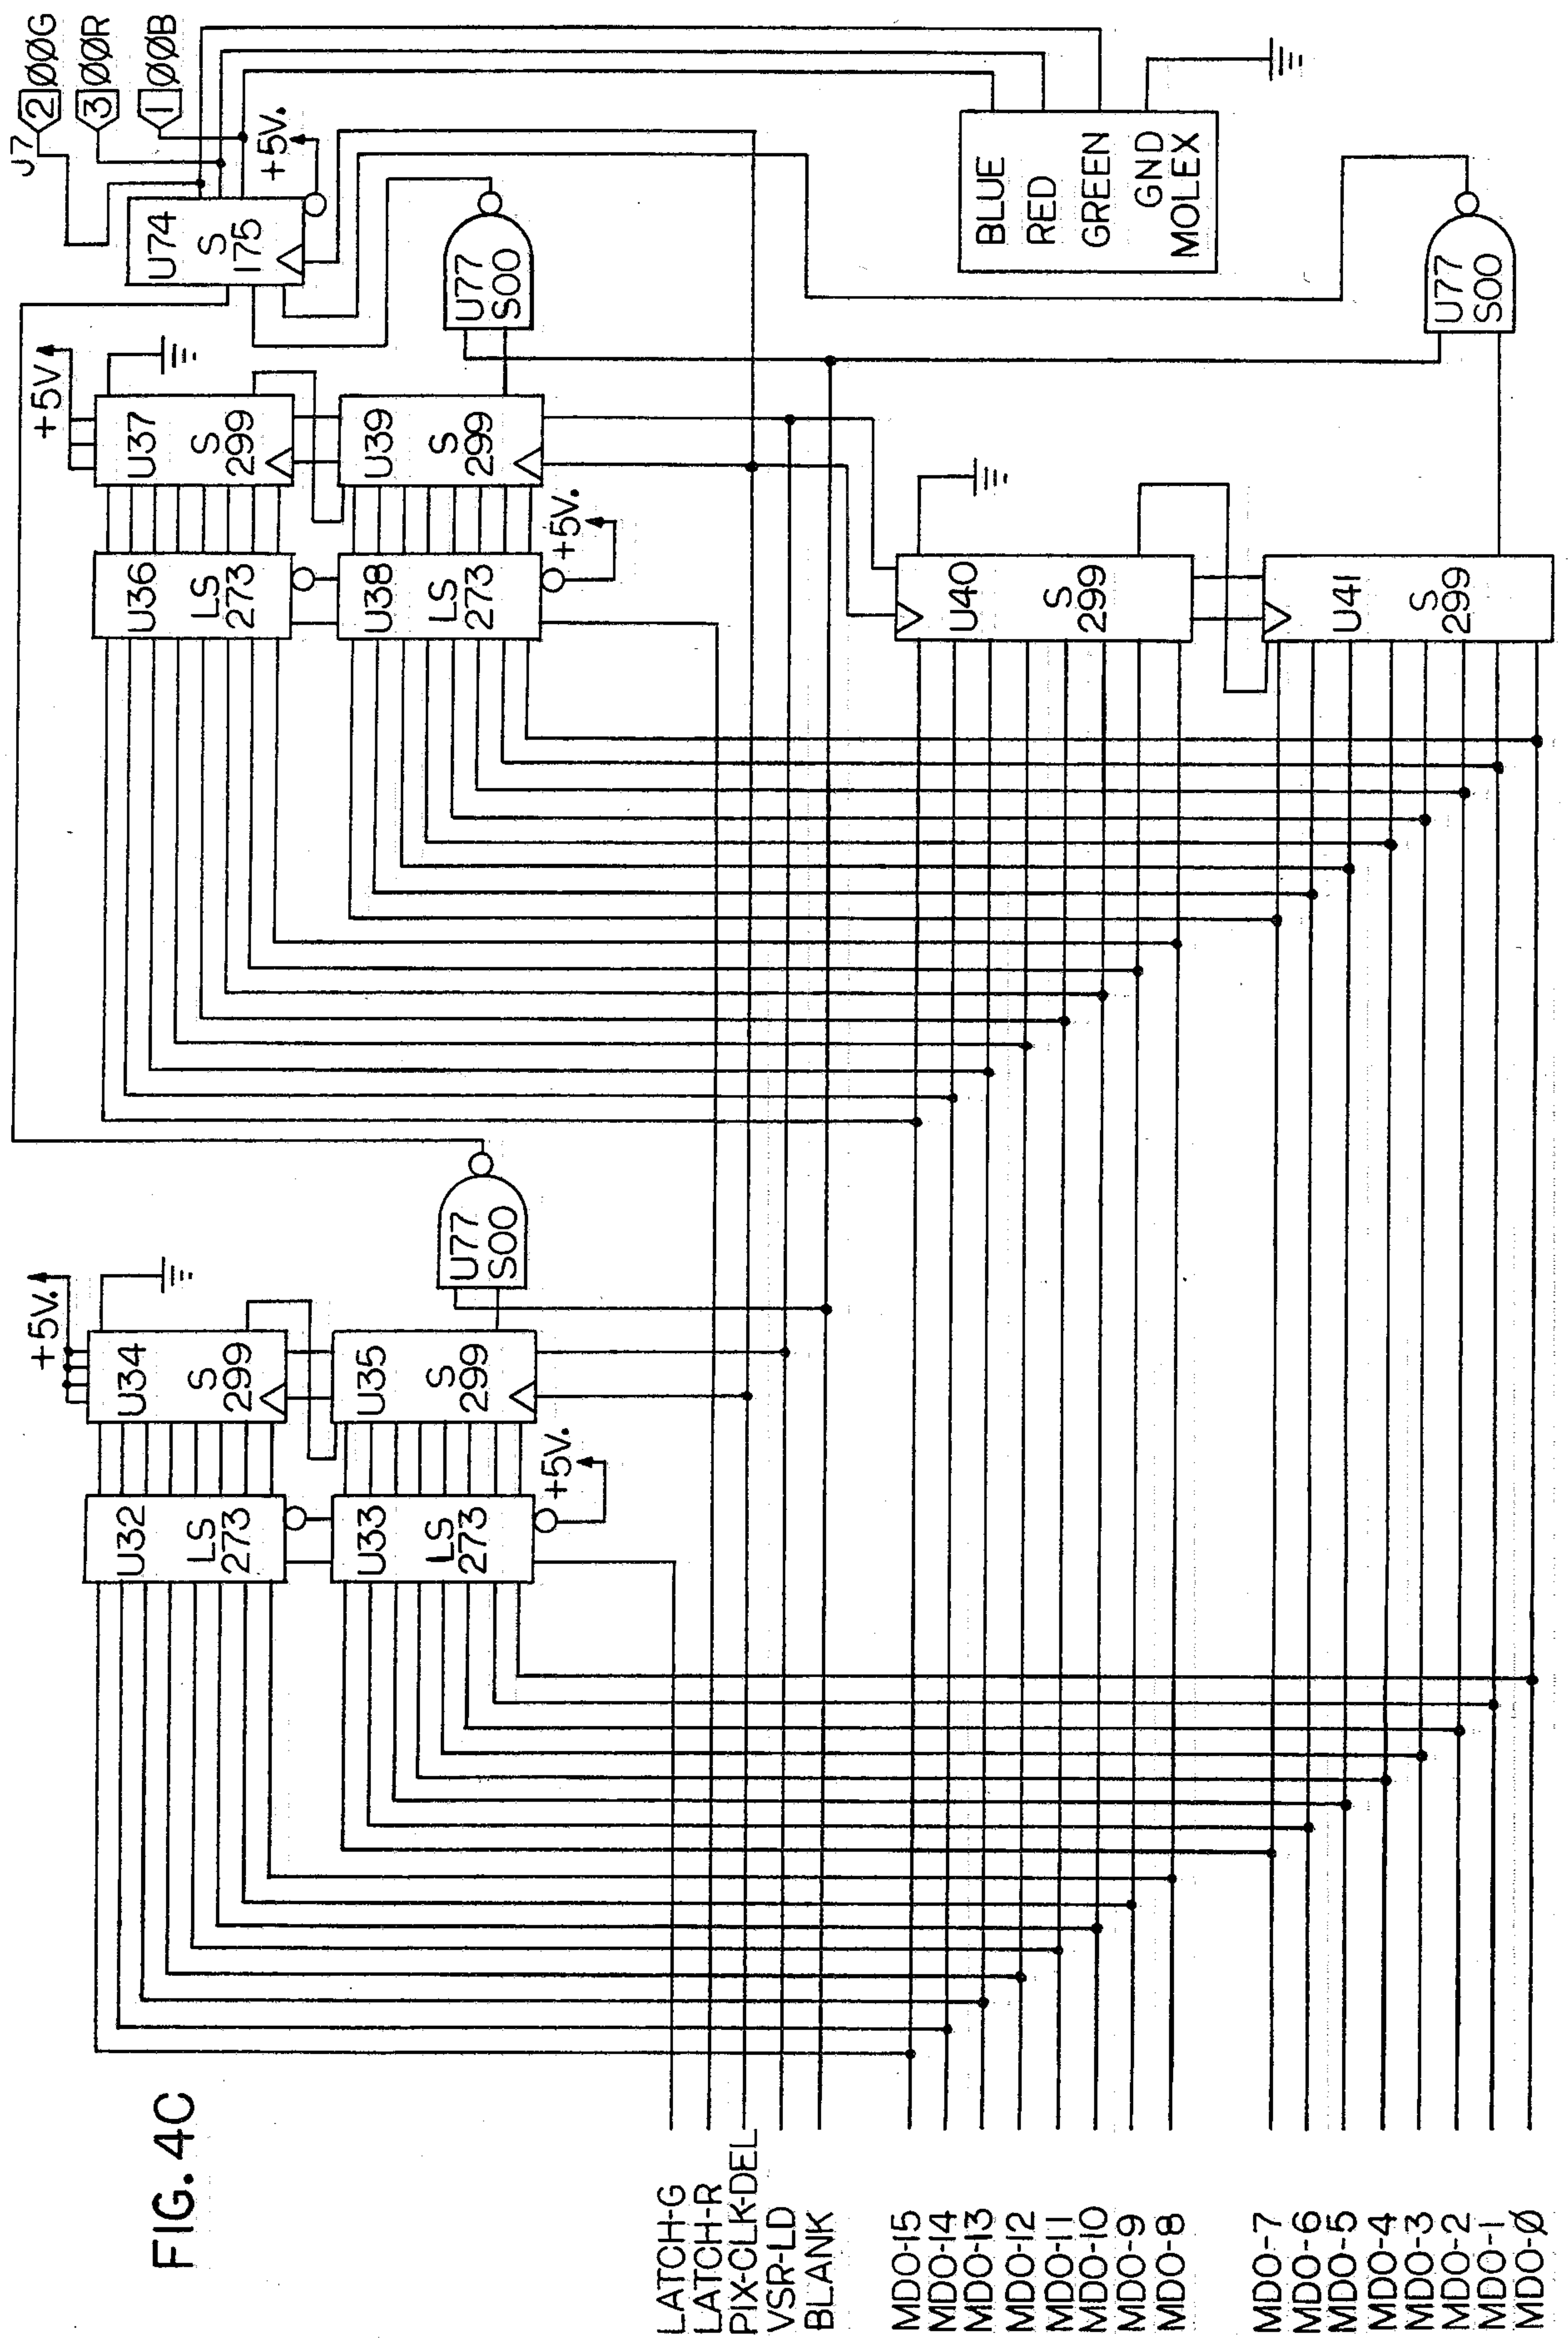 FIG. 4C
J7
2 ØØG
3 ØØR
1 ØØB
+5V.
U74
S
175
+5V
U37
S
299
U39
S
299
U77
S00
U36
LS
273
U38
LS
273
+5V.
BLUE
RED
GREEN
GND
MOLEX
U77
S00
U40
S
299
U41
S
299
U77
S00
+5V.
U34
S
299
U35
S
299
U32
LS
273
U33
LS
273
+5V.
LATCH-G
LATCH-R
PIX-CLK-DEL
VSR-LD
BLANK
MDO-15
MDO-14
MDO-13
MDO-12
MDO-11
MDO-10
MDO-9
MDO-8
MDO-7
MDO-6
MDO-5
MDO-4
MDO-3
MDO-2
MDO-1
MDO-Ø